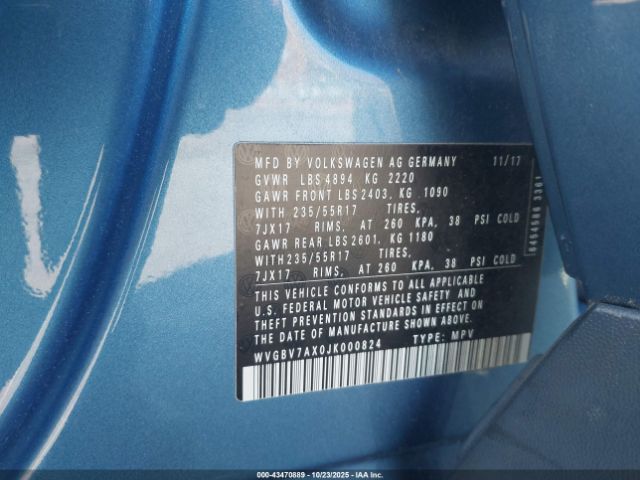 MFD BY VOLKSWAGEN AG GERMANY 11/17
GVWR LBS 4894 KG 2220
GAWR FRONT LBS 2403, KG 1090
WITH 235/55R17 TIRES,
7JX17 RIMS, AT 260 KPA, 38 PSI COLD
GAWR REAR LBS 2601, KG 1180
WITH 235/55R17 TIRES,
7JX17 RIMS, AT 260 KPA, 38 PSI COLD
THIS VEHICLE CONFORMS TO ALL APPLICABLE
U.S. FEDERAL MOTOR VEHICLE SAFETY AND
THEFT PREVENTION STANDARDS IN EFFECT ON
THE DATE OF MANUFACTURE SHOWN ABOVE
WVGBV7AX0JK000824 TYPE: MPV
000-43470889 - 10/23/2025 - IAAI.COM